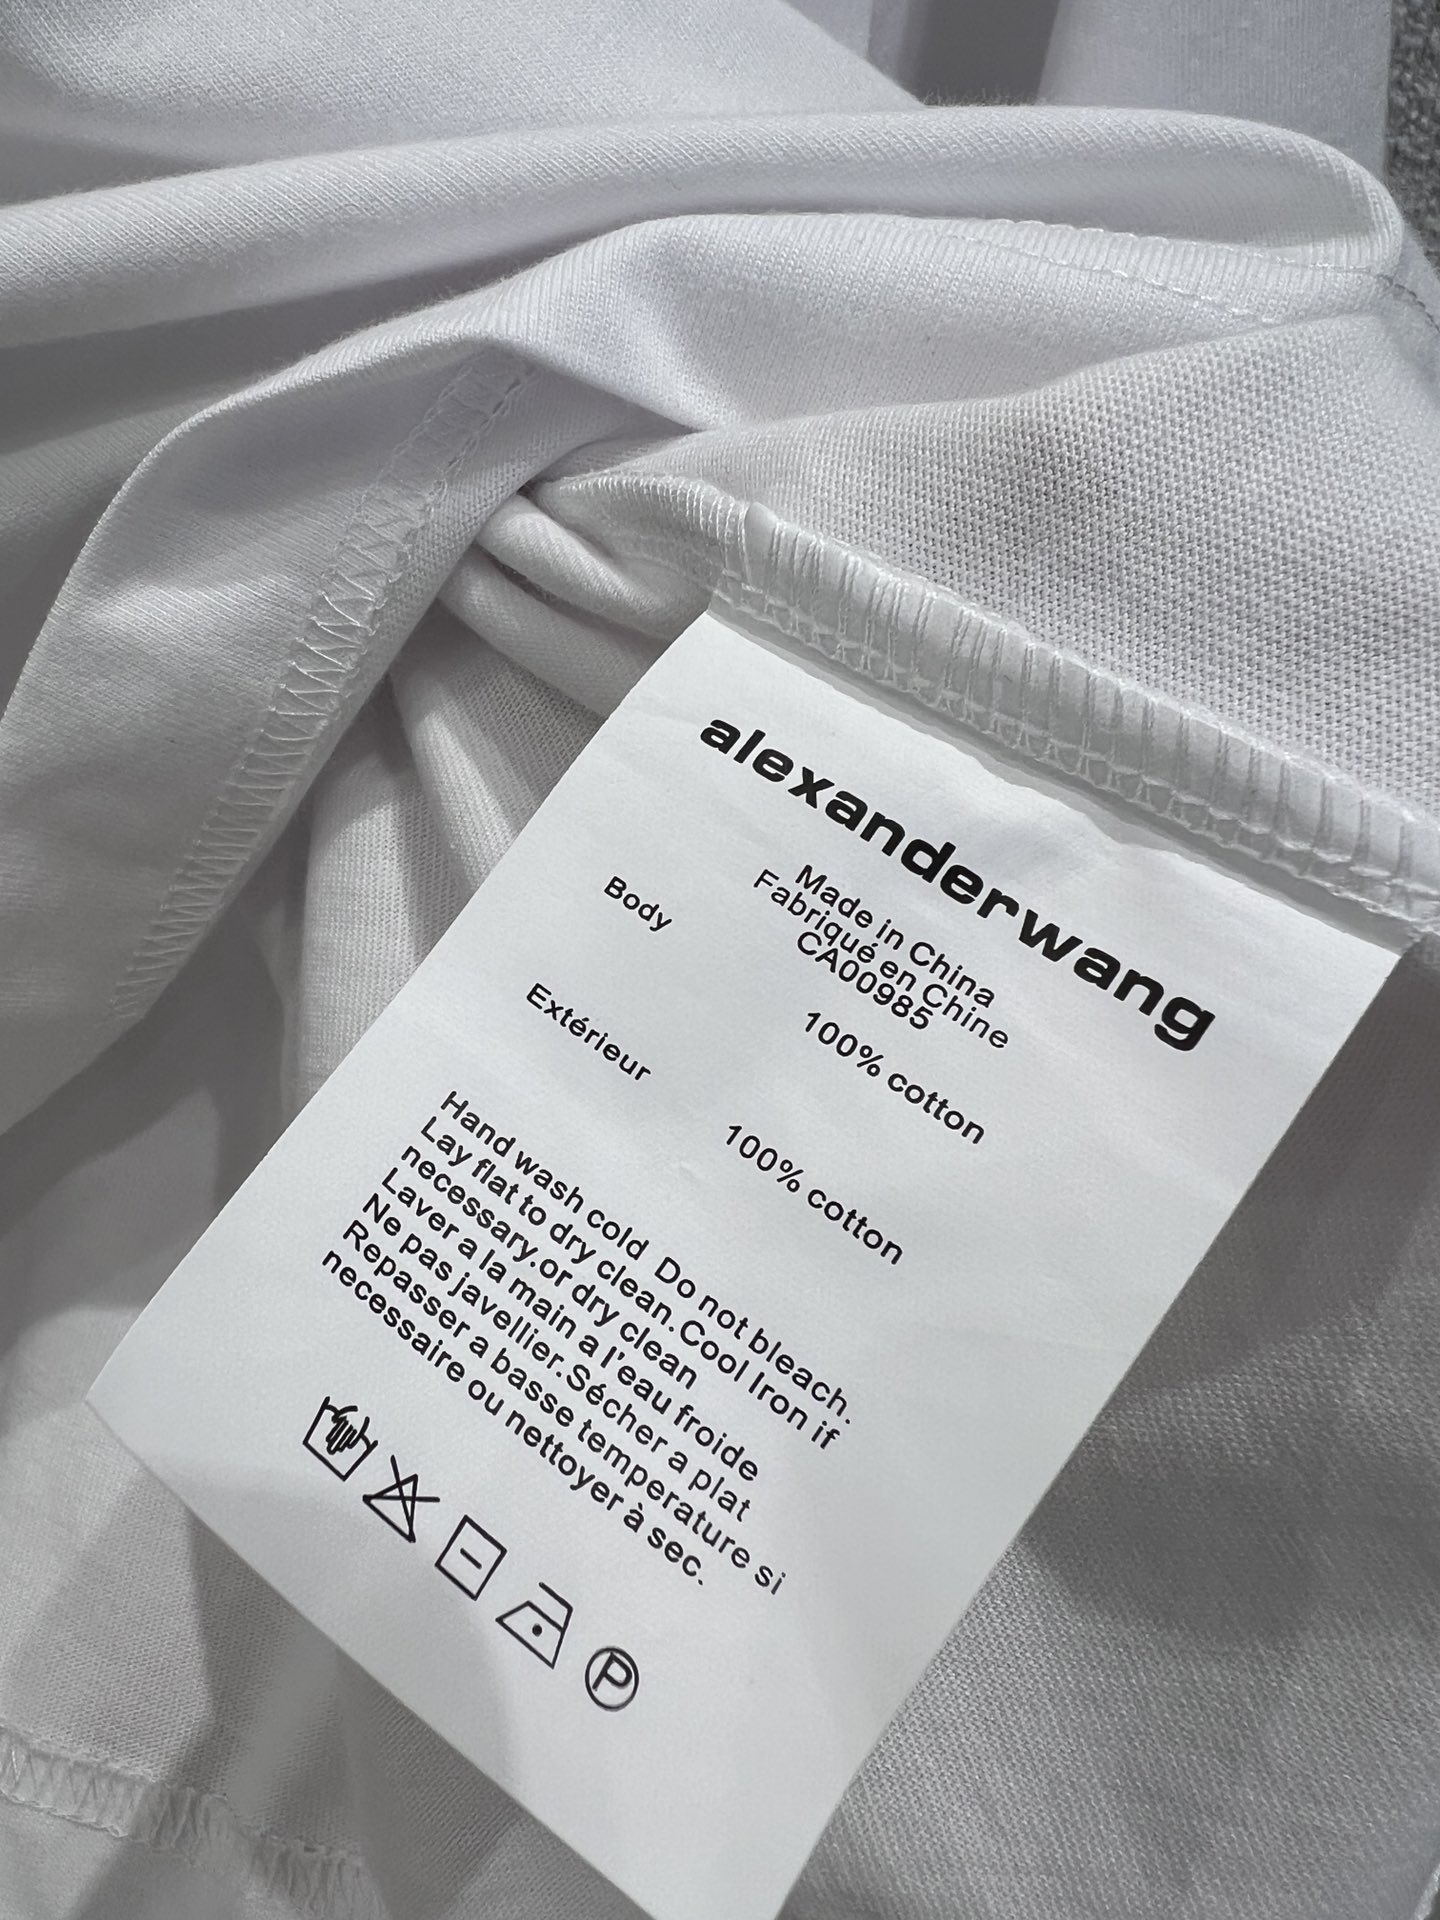 alexanderwang
Made in China
Fabriqué en Chine
CA00985
Body 100% cotton
Extérieur 100% cotton
Hand wash cold Do not bleach.
Lay flat to dry clean.Cool Iron if
necessary.or dry clean
Laver a la main a l'eau froide
Ne pas javellier.Sécher a plat
Repasser a basse temperature si
necessaire ou nettoyer à sec.
P